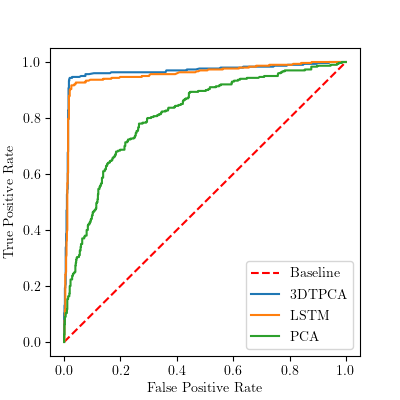 1.0
0.8
0.6
0.4
0.2
0.0
True Positive Rate
0.0 0.2 0.4 0.6 0.8 1.0
False Positive Rate
Baseline
3DTPCA
LSTM
PCA